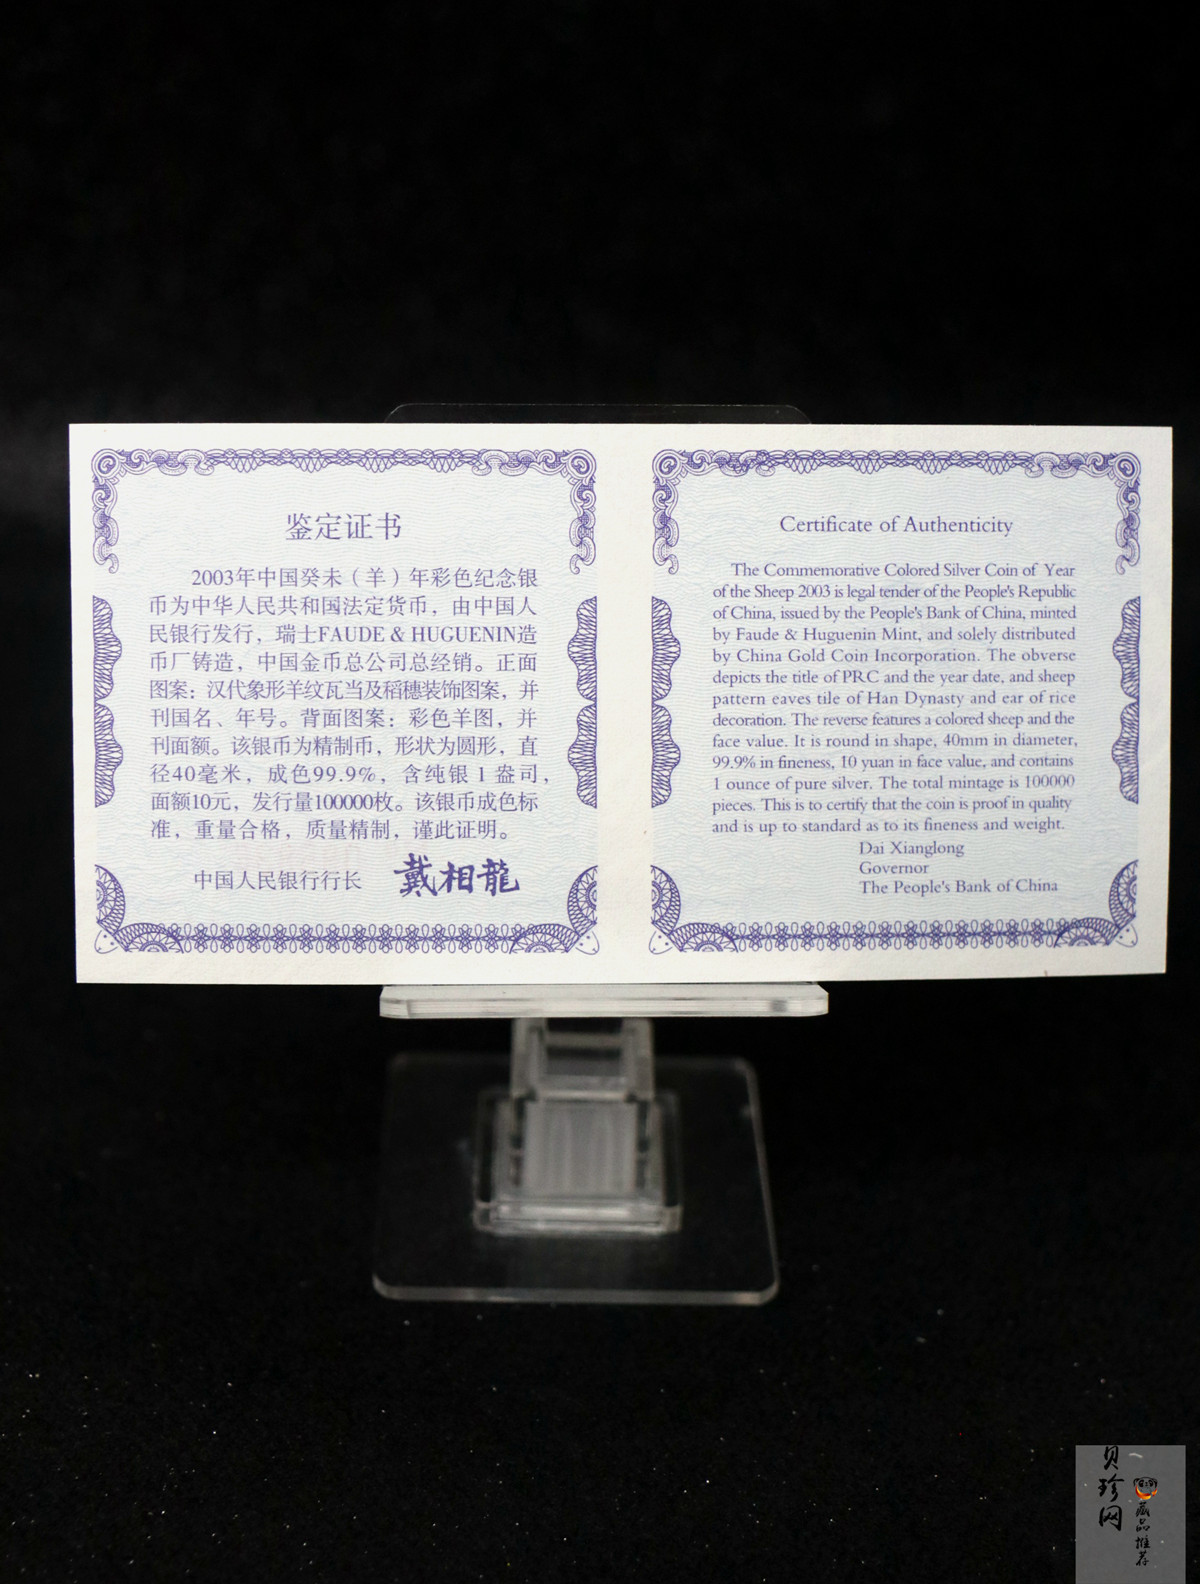 鉴定证书
2003年中国癸未（羊）年彩色纪念银
币为中华人民共和国法定货币，由中国人
民银行发行，瑞士FAUDE & HUGUENIN造
币厂铸造，中国金币总公司总经销。正面
图案：汉代象形羊纹瓦当及稻穗装饰图案，并
刊国名、年号。背面图案：彩色羊图，并
刊面额。该银币为精制币，形状为圆形，直
径40毫米，成色99.9%，含纯银1盎司，
面额10元，发行量100000枚。该银币成色标
准，重量合格，质量精制，谨此证明。
中国人民银行行长 戴相龍
Certificate of Authenticity
The Commemorative Colored Silver Coin of Year
of the Sheep 2003 is legal tender of the People's Republic
of China, issued by the People's Bank of China, minted
by Faude & Huguenin Mint, and solely distributed
by China Gold Coin Incorporation. The obverse
depicts the title of PRC and the year date, and sheep
pattern eaves tile of Han Dynasty and ear of rice
decoration. The reverse features a colored sheep and the
face value. It is round in shape, 40mm in diameter,
99.9% in fineness, 10 yuan in face value, and contains
1 ounce of pure silver. The total mintage is 100000
pieces. This is to certify that the coin is proof in quality
and is up to standard as to its fineness and weight.
Dai Xianglong
Governor
The People's Bank of China
贝珍网
藏品推荐